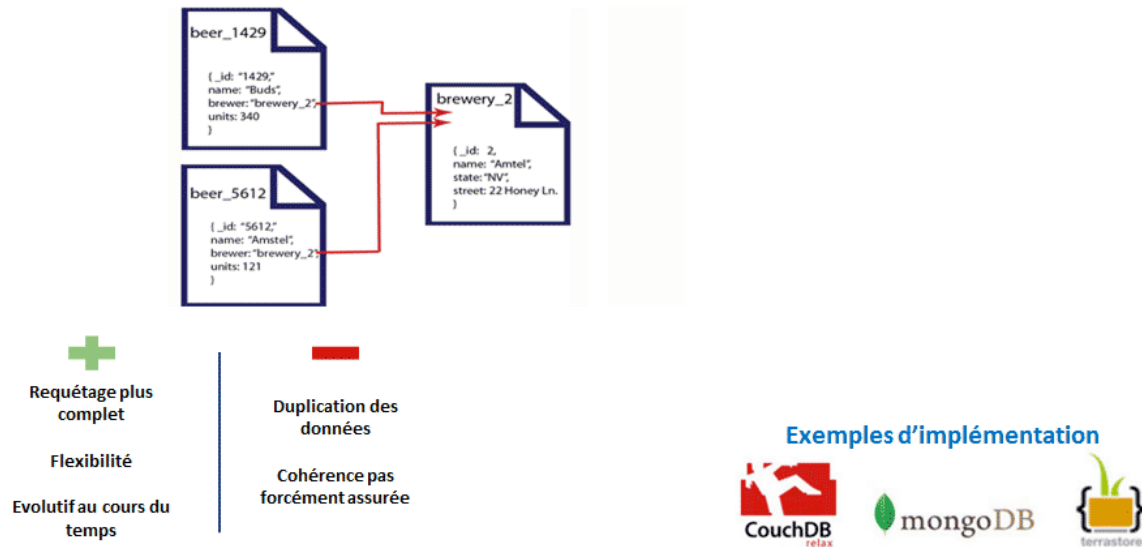 beer_1429
{ _id: "1429,"
name: "Buds",
brewer: "brewery_2",
units: 340
}
brewery_2
{ _id: 2,
name: "Amtel",
state: "NV",
street: 22 Honey Ln.
}
beer_5612
{ _id: "5612,"
name: "Amstel",
brewer: "brewery_2",
units: 121
}
Requétage plus
complet
Flexibilité
Evolutif au cours du
temps
Duplication des
données
Cohérence pas
forcément assurée
Exemples d'implémentation
CouchDB
relax
mongoDB
terrastore